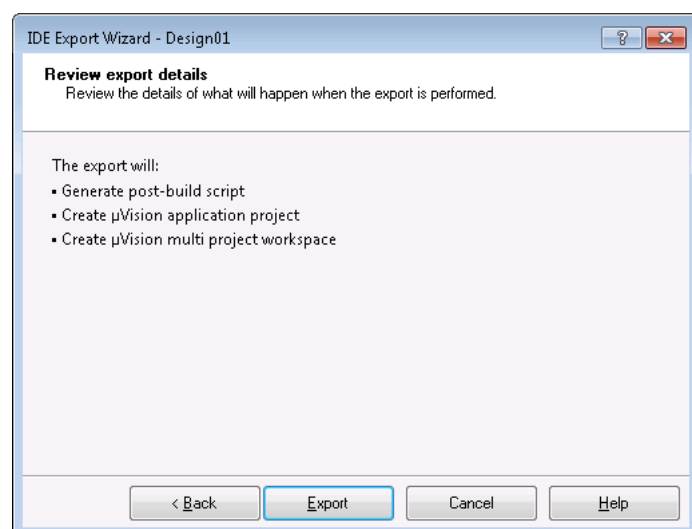 IDE Export Wizard - Design01
Review export details
Review the details of what will happen when the export is performed.
The export will:
▪ Generate post-build script
▪ Create µVision application project
▪ Create µVision multi project workspace
< Back
Export
Cancel
Help